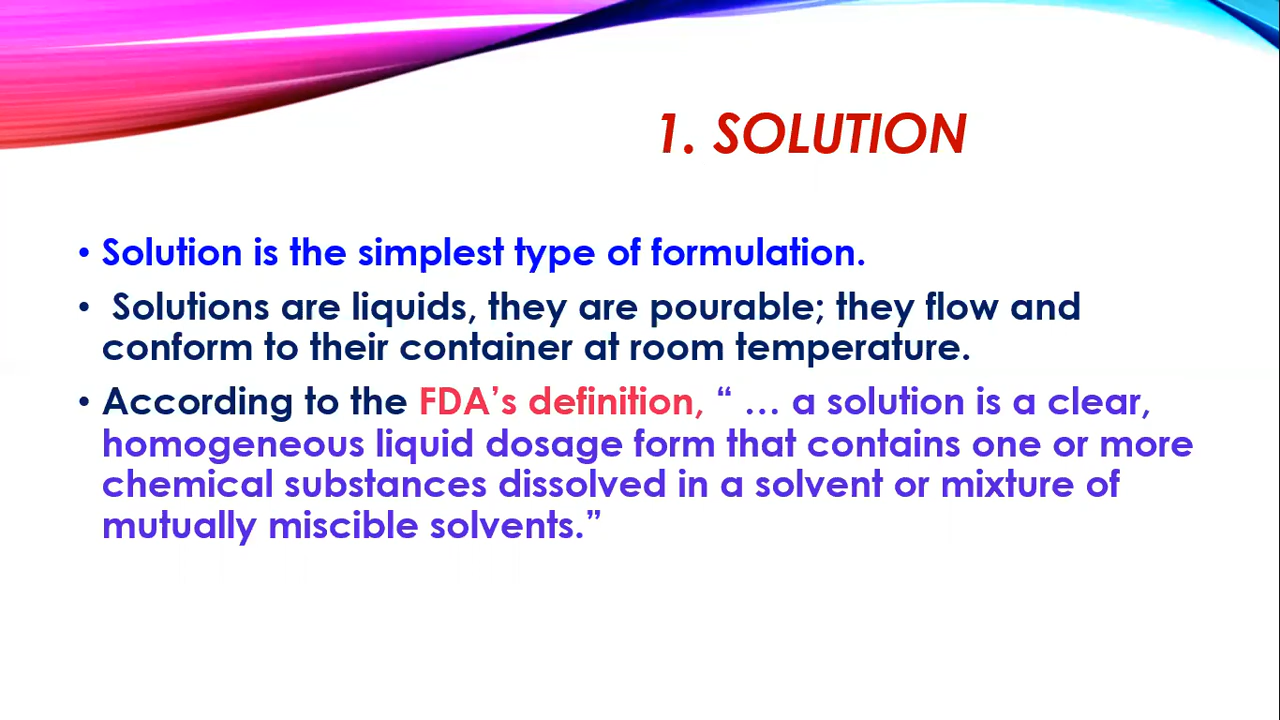 1. SOLUTION
• Solution is the simplest type of formulation.
• Solutions are liquids, they are pourable; they flow and
conform to their container at room temperature.
• According to the FDA’s definition, “ … a solution is a clear,
homogeneous liquid dosage form that contains one or more
chemical substances dissolved in a solvent or mixture of
mutually miscible solvents.”